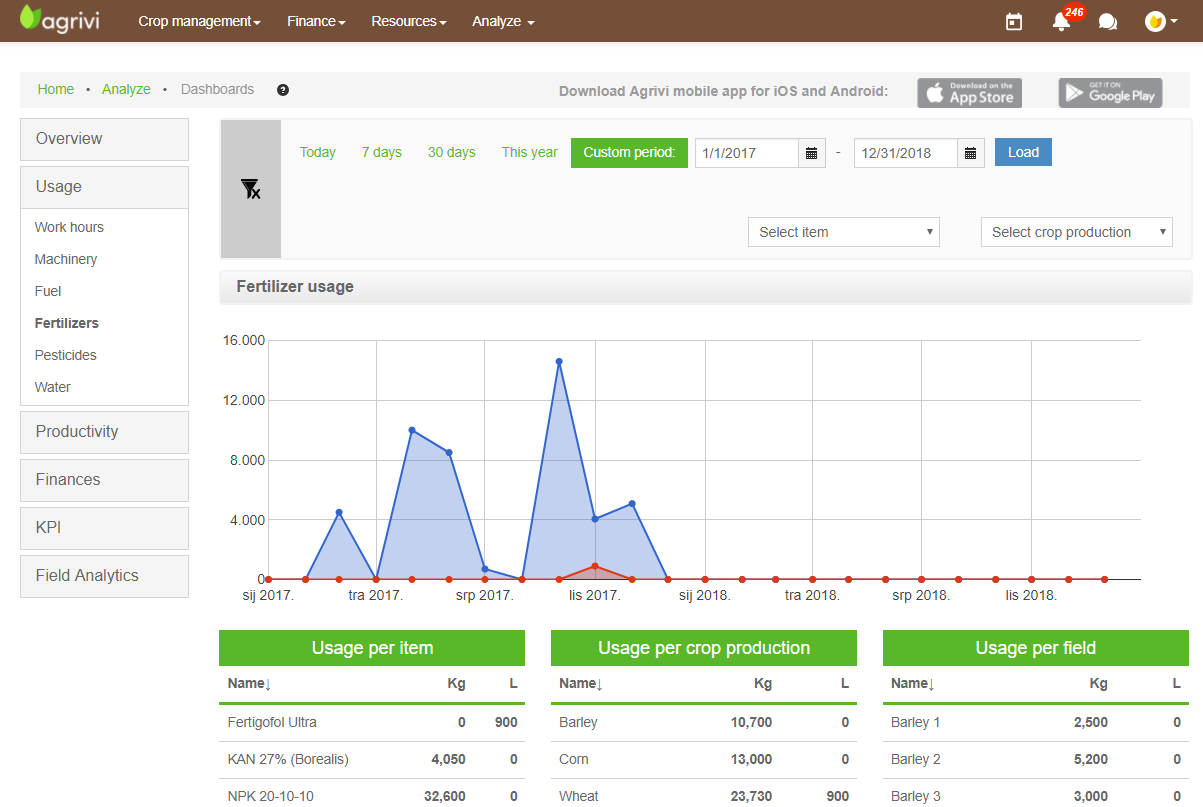 agrivi
Crop management Finance Resources Analyze 246
Home • Analyze • Dashboards ? Download Agrivi mobile app for iOS and Android: Download on the App Store GET IT ON Google Play
Overview
Usage
Work hours
Machinery
Fuel
Fertilizers
Pesticides
Water
Productivity
Finances
KPI
Field Analytics
Today 7 days 30 days This year Custom period: 1/1/2017 - 12/31/2018 Load
Select item Select crop production
Fertilizer usage
16.000
12.000
8.000
4.000
0
sij 2017. tra 2017. srp 2017. lis 2017. sij 2018. tra 2018. srp 2018. lis 2018.
Usage per item
Name↓ Kg L
Fertigofol Ultra 0 900
KAN 27% (Borealis) 4,050 0
NPK 20-10-10 32,600 0
Usage per crop production
Name↓ Kg L
Barley 10,700 0
Corn 13,000 0
Wheat 23,730 900
Usage per field
Name↓ Kg L
Barley 1 2,500 0
Barley 2 5,200 0
Barley 3 3,000 0